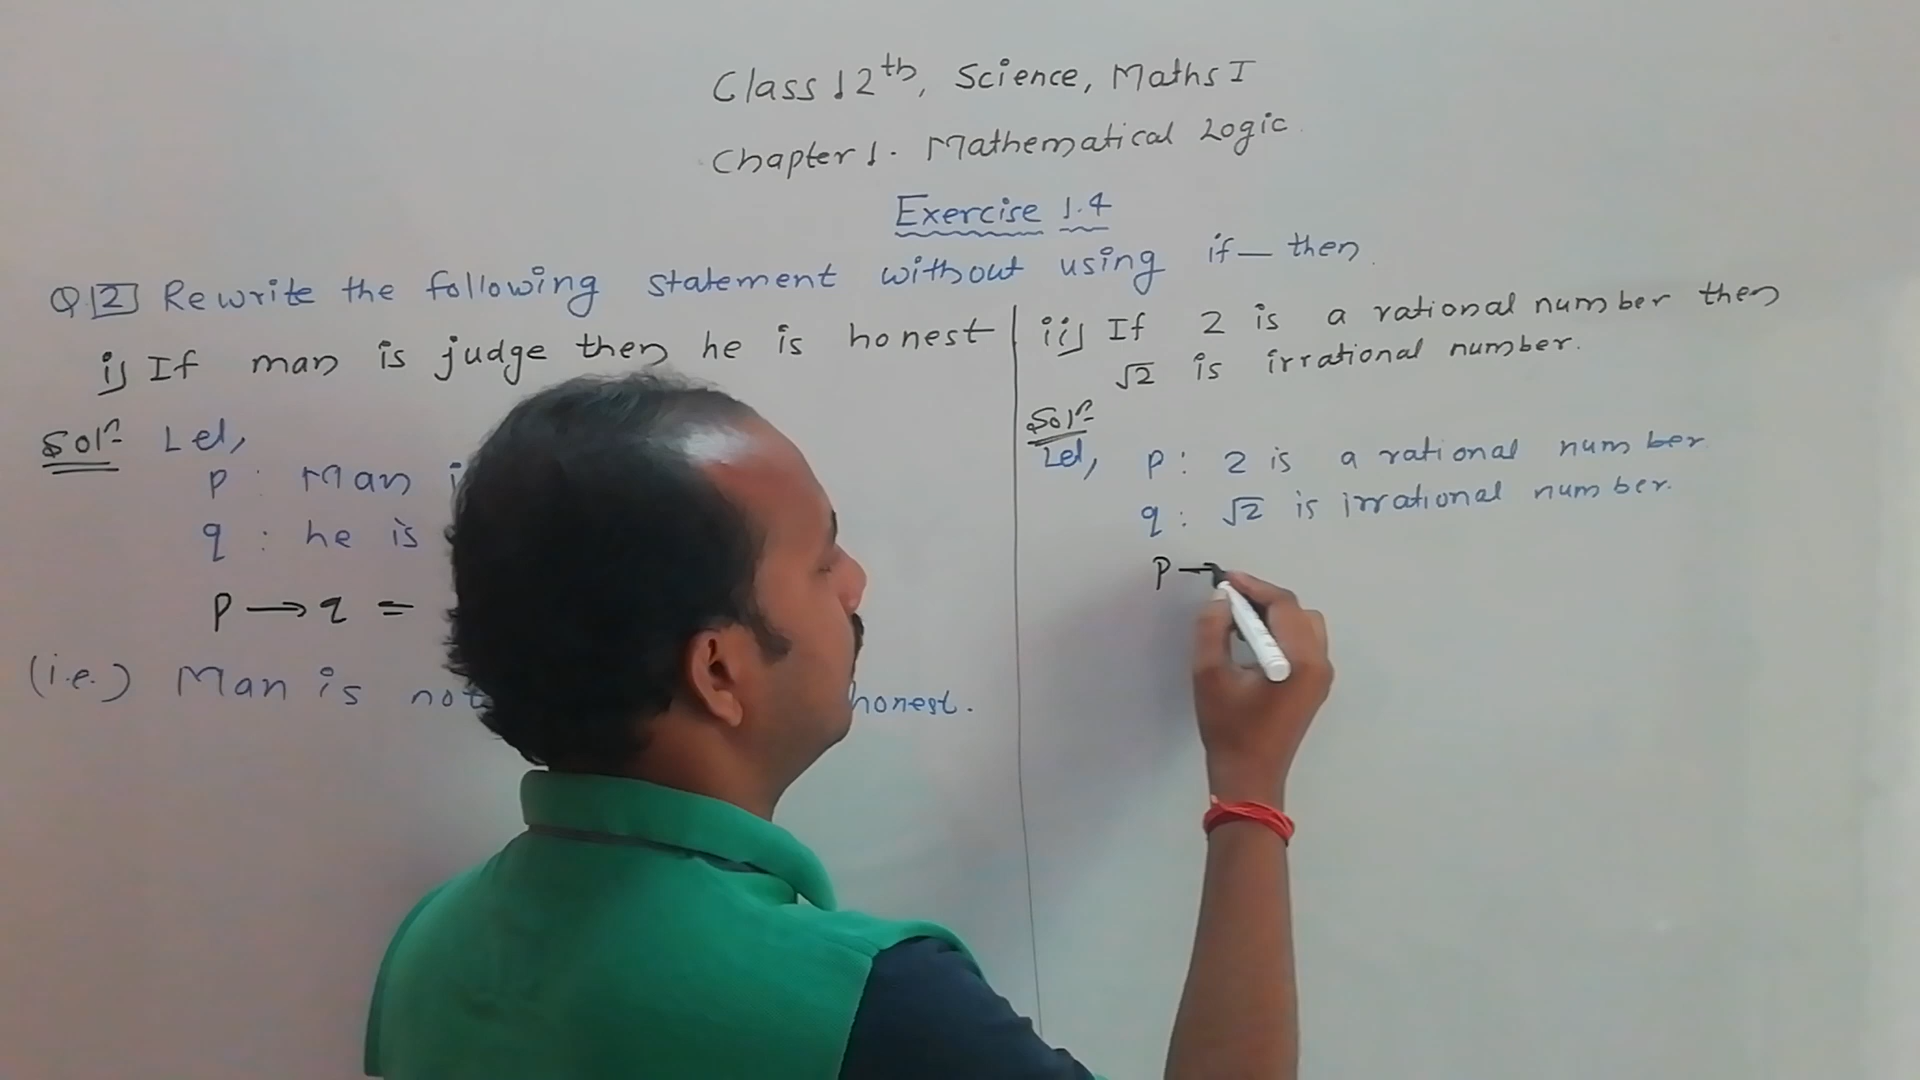 Class 12th, Science, Maths I
Chapter 1. Mathematical Logic
Exercise 1.4
Q.2 Rewrite the following statement without using if — then.
i) If man is judge then he is honest
Solⁿ Let,
p : Man i
q : he is
p → q =
(i.e.) Man is not honest.
ii) If 2 is a rational number then
√2 is irrational number.
Solⁿ
Let, p : 2 is a rational number
q : √2 is irrational number.
p →